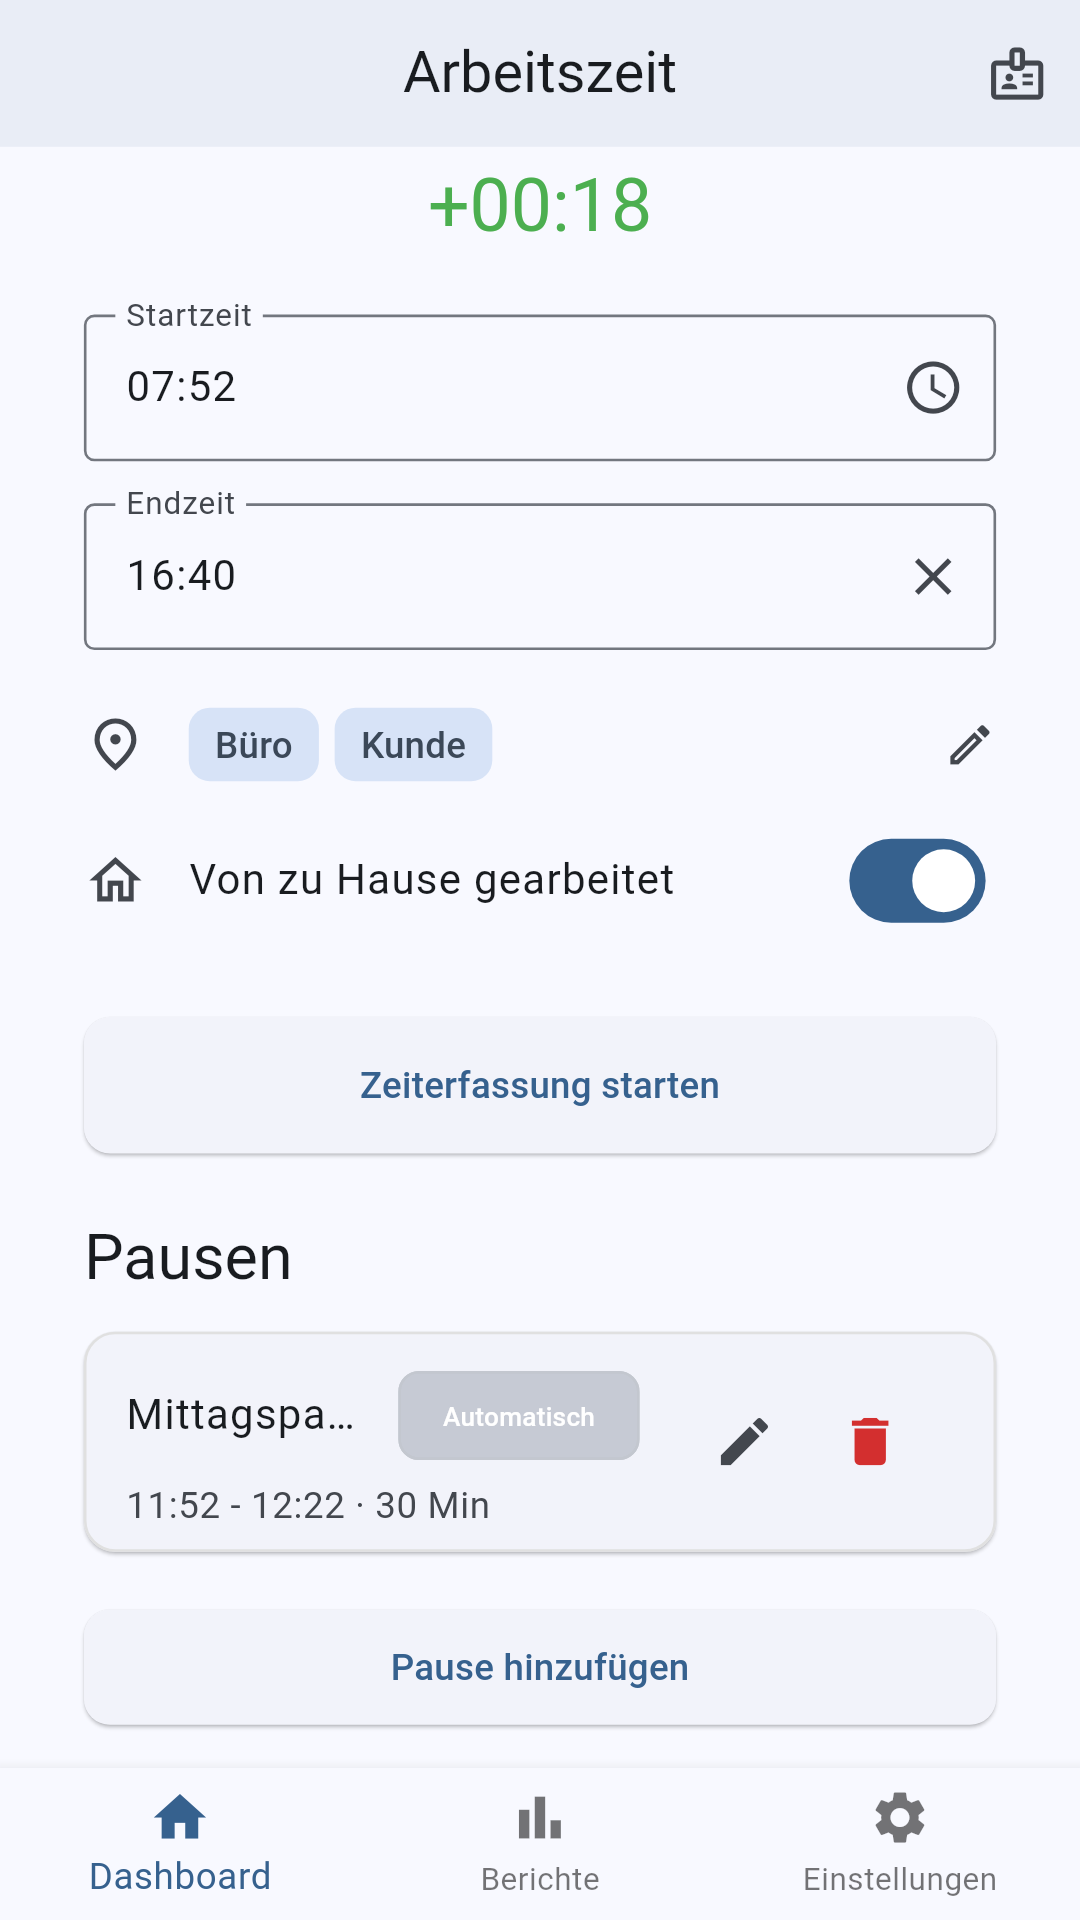 Arbeitszeit
+00:18
Startzeit
07:52
Endzeit
16:40
Büro Kunde
Von zu Hause gearbeitet
Zeiterfassung starten
Pausen
Mittagspa… Automatisch
11:52 - 12:22 · 30 Min
Pause hinzufügen
Dashboard Berichte Einstellungen